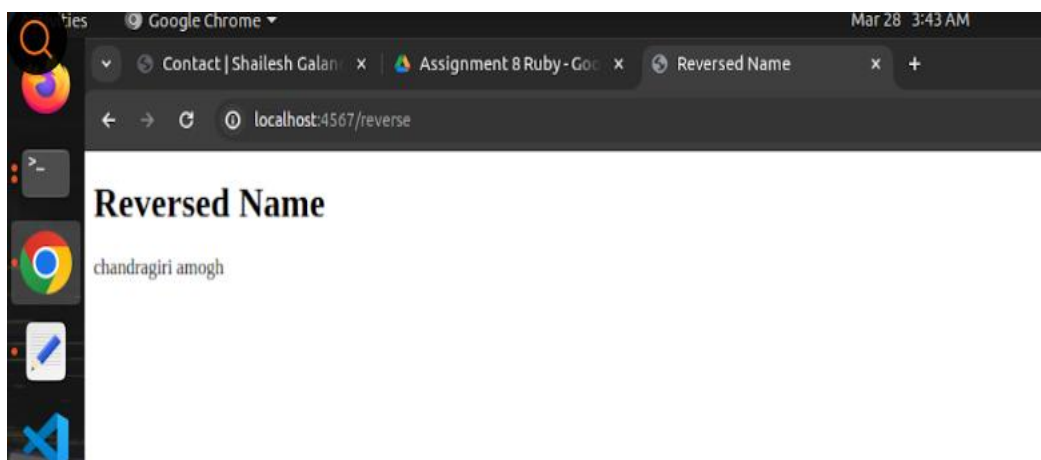 ties Google Chrome Mar 28 3:43 AM
Contact | Shailesh Galan Assignment 8 Ruby - Goo Reversed Name
localhost:4567/reverse
Reversed Name
chandragiri amogh